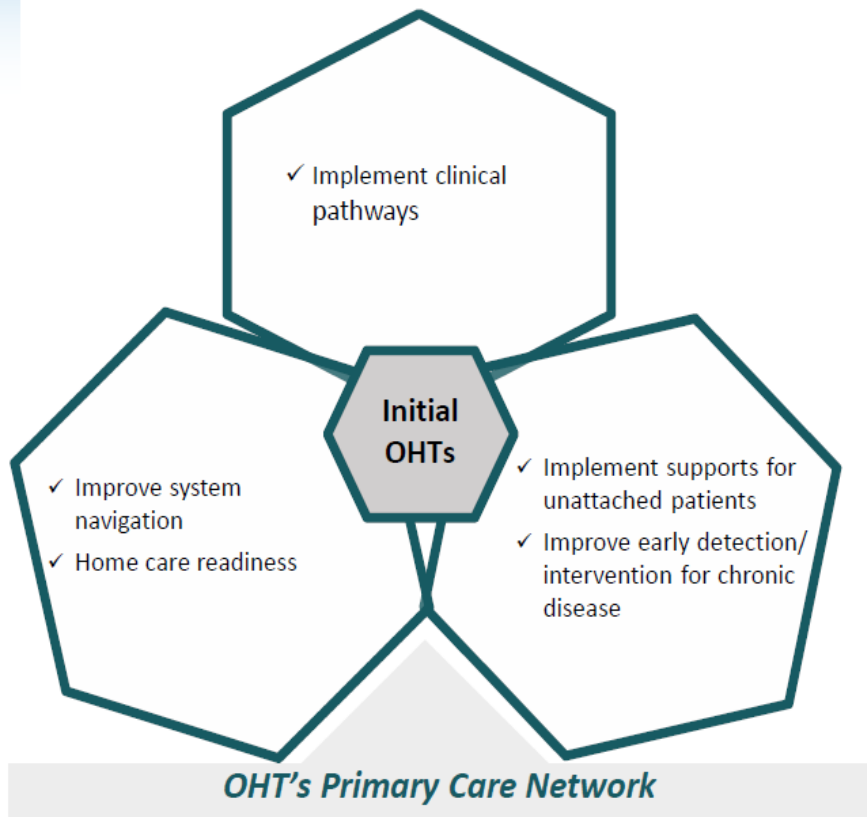 ✓ Implement clinical
pathways
Initial
OHTs
✓ Improve system
navigation
✓ Home care readiness
✓ Implement supports for
unattached patients
✓ Improve early detection/
intervention for chronic
disease
OHT’s Primary Care Network